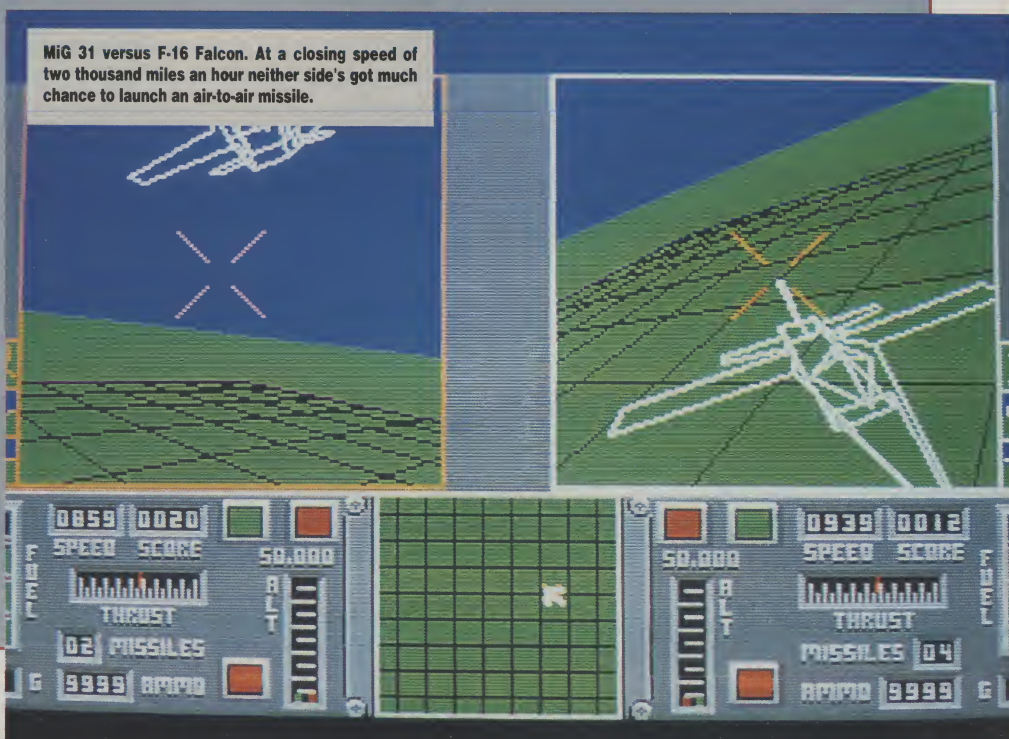 MiG 31 versus F-16 Falcon. At a closing speed of
two thousand miles an hour neither side's got much
chance to launch an air-to-air missile.
0859 0020
SPEED SCORE
50,000
FUEL
ALT
THRUST
02 MISSILES
G 9999 AMMO
0939 0012
50,000 SPEED SCORE
FUEL
ALT
THRUST
MISSILES 04
AMMO 9999 G